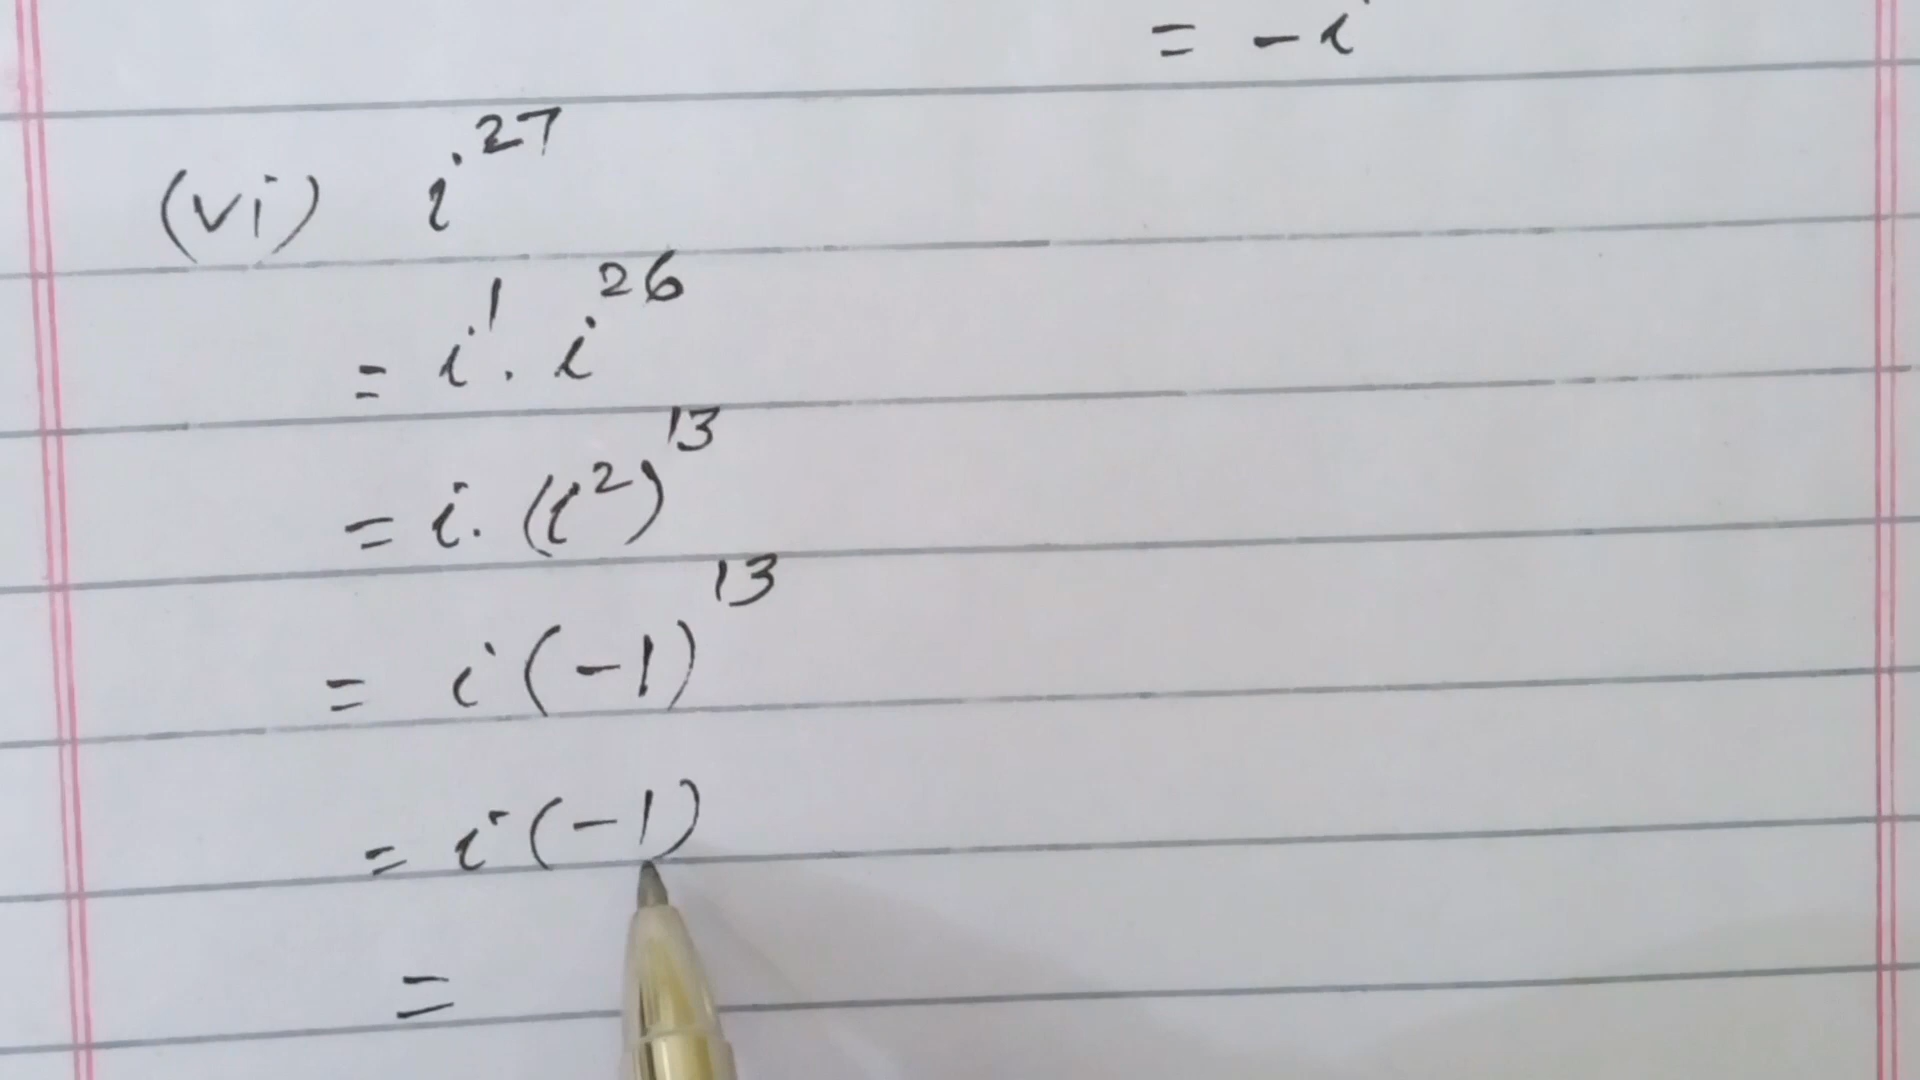 = -i
(vi) i^27
= i^1 . i^26
= i . (i^2)^13
= i (-1)^13
= i (-1)
=